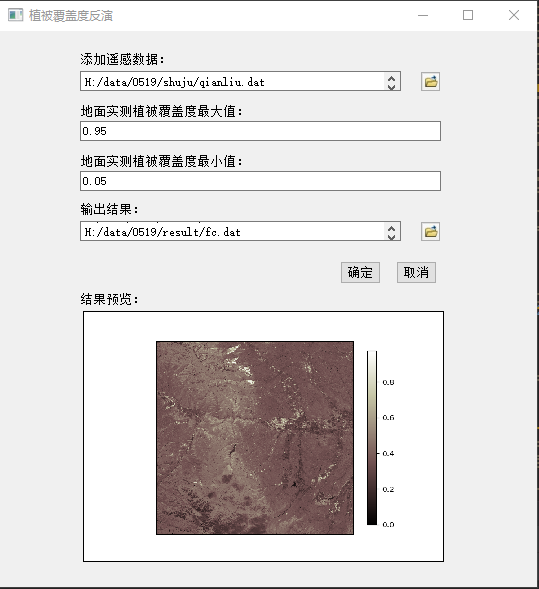 植被覆盖度反演
添加遥感数据:
H:/data/0519/shuju/qianliu.dat
地面实测植被覆盖度最大值:
0.95
地面实测植被覆盖度最小值:
0.05
输出结果:
H:/data/0519/result/fc.dat
确定 取消
结果预览:
0.8
0.6
0.4
0.2
0.0